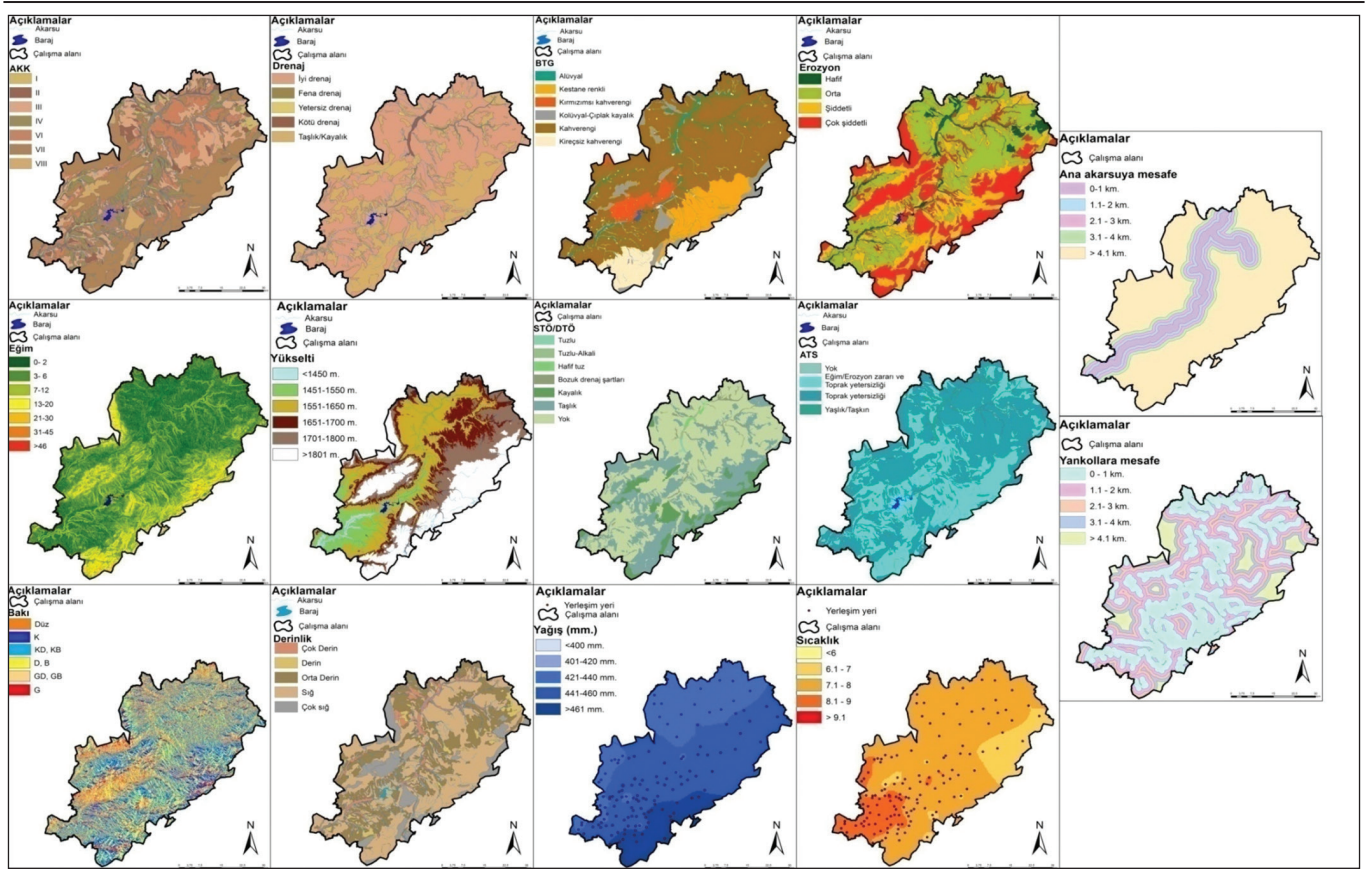 Açıklamalar
Akarsu
Baraj
Çalışma alanı
AKK
I
II
III
IV
VI
VII
VIII
N
Açıklamalar
Akarsu
Baraj
Çalışma alanı
Drenaj
İyi drenaj
Fena drenaj
Yetersiz drenaj
Kötü drenaj
Taşlık/Kayalık
N
Açıklamalar
Akarsu
Baraj
Çalışma alanı
BTG
Alüvyal
Kestane renkli
Kırmızımsı kahverengi
Kolüvyal-Çıplak kayalık
Kahverengi
Kireçsiz kahverengi
N
Açıklamalar
Akarsu
Baraj
Çalışma alanı
Erozyon
Hafif
Orta
Şiddetli
Çok şiddetli
N
Açıklamalar
Çalışma alanı
Ana akarsuya mesafe
0-1 km.
1.1- 2 km.
2.1 - 3 km.
3.1 - 4 km.
> 4.1 km.
N
Açıklamalar
Akarsu
Baraj
Çalışma alanı
Eğim
0- 2
3- 6
7-12
13-20
21-30
31-45
>46
N
Açıklamalar
Akarsu
Baraj
Çalışma alanı
Yükselti
<1450 m.
1451-1550 m.
1551-1650 m.
1651-1700 m.
1701-1800 m.
>1801 m.
N
Açıklamalar
Çalışma alanı
STÖ/DTÖ
Tuzlu
Tuzlu-Alkali
Hafif tuz
Bozuk drenaj şartları
Kayalık
Taşlık
Yok
N
Açıklamalar
Akarsu
Baraj
Çalışma alanı
ATS
Yok
Eğim/Erozyon zararı ve
Toprak yetersizliği
Toprak yetersizliği
Yaşlık/Taşkın
N
Açıklamalar
Çalışma alanı
Yankollara mesafe
0 - 1 km.
1.1 - 2 km.
2.1- 3 km.
3.1 - 4 km.
> 4.1 km.
N
Açıklamalar
Çalışma alanı
Bakı
Düz
K
KD, KB
D, B
GD, GB
G
N
Açıklamalar
Akarsu
Baraj
Çalışma alanı
Derinlik
Çok Derin
Derin
Orta Derin
Sığ
Çok sığ
N
Açıklamalar
Yerleşim yeri
Çalışma alanı
Yağış (mm.)
<400 mm.
401-420 mm.
421-440 mm.
441-460 mm.
>461 mm.
N
Açıklamalar
Yerleşim yeri
Çalışma alanı
Sıcaklık
<6
6.1 - 7
7.1 - 8
8.1 - 9
> 9.1
N